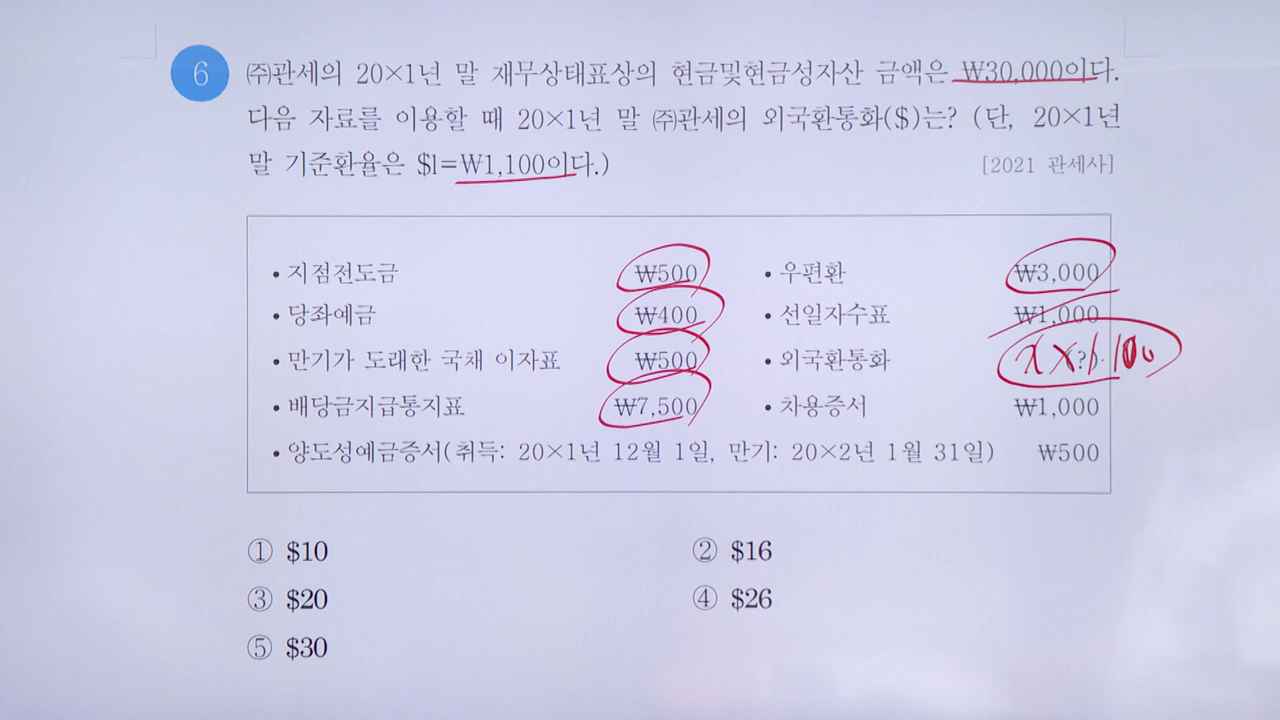 6 ㈜관세의 20×1년 말 재무상태표상의 현금및현금성자산 금액은 ₩30,000이다.
다음 자료를 이용할 때 20×1년 말 ㈜관세의 외국환통화($)는? (단, 20×1년
말 기준환율은 $1=₩1,100이다.)
[2021 관세사]
• 지점전도금 ₩500 • 우편환 ₩3,000
• 당좌예금 ₩400 • 선일자수표 ₩1,000
• 만기가 도래한 국채 이자표 ₩500 • 외국환통화 (?)
x × 1100
• 배당금지급통지표 ₩7,500 • 차용증서 ₩1,000
• 양도성예금증서(취득: 20×1년 12월 1일, 만기: 20×2년 1월 31일) ₩500
① $10 ② $16
③ $20 ④ $26
⑤ $30